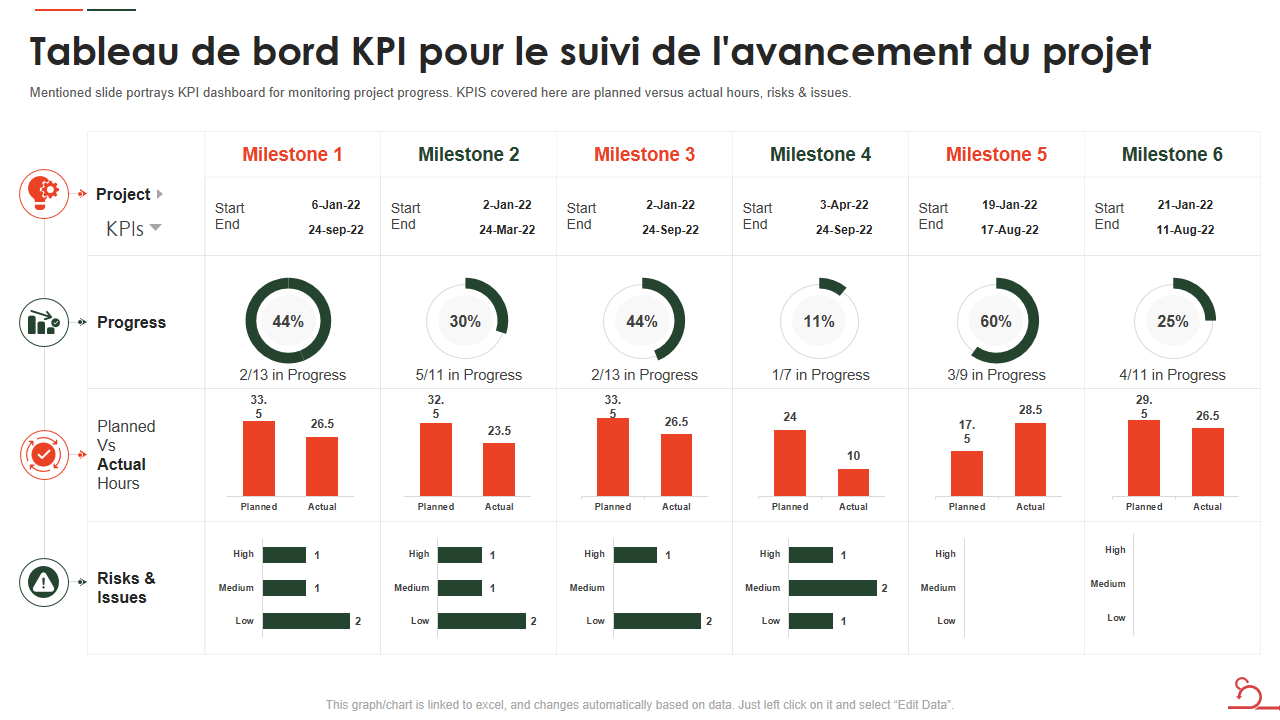 Tableau de bord KPI pour le suivi de l'avancement du projet
Mentioned slide portrays KPI dashboard for monitoring project progress. KPIS covered here are planned versus actual hours, risks & issues.
Milestone 1 Milestone 2 Milestone 3 Milestone 4 Milestone 5 Milestone 6
Project
KPIs
Start 6-Jan-22 Start 2-Jan-22 Start 2-Jan-22 Start 3-Apr-22 Start 19-Jan-22 Start 21-Jan-22
End 24-sep-22 End 24-Mar-22 End 24-Sep-22 End 24-Sep-22 End 17-Aug-22 End 11-Aug-22
Progress
44% 30% 44% 11% 60% 25%
2/13 in Progress 5/11 in Progress 2/13 in Progress 1/7 in Progress 3/9 in Progress 4/11 in Progress
Planned
Vs
Actual
Hours
33.
5
26.5
32.
5
23.5
33.
5
26.5
24
10
17.
5
28.5
29.
5
26.5
Planned Actual Planned Actual Planned Actual Planned Actual Planned Actual Planned Actual
Risks &
Issues
High 1 High 1 High 1 High 1 High High
Medium 1 Medium 1 Medium Medium 2 Medium Medium
Low 2 Low 2 Low 2 Low 1 Low Low
This graph/chart is linked to excel, and changes automatically based on data. Just left click on it and select “Edit Data”.